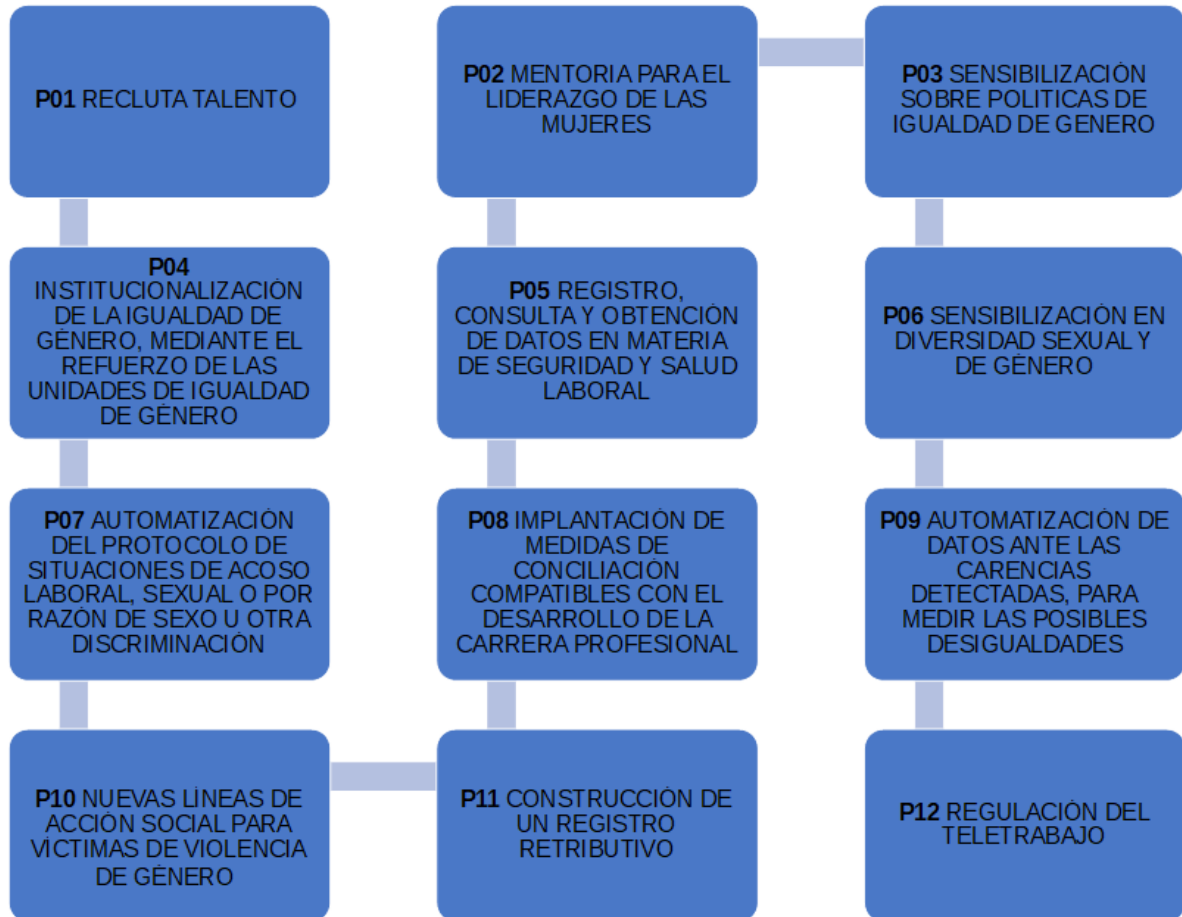 P01 RECLUTA TALENTO
P02 MENTORIA PARA EL
LIDERAZGO DE LAS
MUJERES
P03 SENSIBILIZACIÓN
SOBRE POLITICAS DE
IGUALDAD DE GENERO
P04
INSTITUCIONALIZACIÓN
DE LA IGUALDAD DE
GÉNERO, MEDIANTE EL
REFUERZO DE LAS
UNIDADES DE IGUALDAD
DE GÉNERO
P05 REGISTRO,
CONSULTA Y OBTENCIÓN
DE DATOS EN MATERIA
DE SEGURIDAD Y SALUD
LABORAL
P06 SENSIBILIZACIÓN EN
DIVERSIDAD SEXUAL Y
DE GÉNERO
P07 AUTOMATIZACIÓN
DEL PROTOCOLO DE
SITUACIONES DE ACOSO
LABORAL, SEXUAL O POR
RAZÓN DE SEXO U OTRA
DISCRIMINACIÓN
P08 IMPLANTACIÓN DE
MEDIDAS DE
CONCILIACIÓN
COMPATIBLES CON EL
DESARROLLO DE LA
CARRERA PROFESIONAL
P09 AUTOMATIZACIÓN DE
DATOS ANTE LAS
CARENCIAS
DETECTADAS, PARA
MEDIR LAS POSIBLES
DESIGUALDADES
P10 NUEVAS LÍNEAS DE
ACCIÓN SOCIAL PARA
VÍCTIMAS DE VIOLENCIA
DE GÉNERO
P11 CONSTRUCCIÓN DE
UN REGISTRO
RETRIBUTIVO
P12 REGULACIÓN DEL
TELETRABAJO